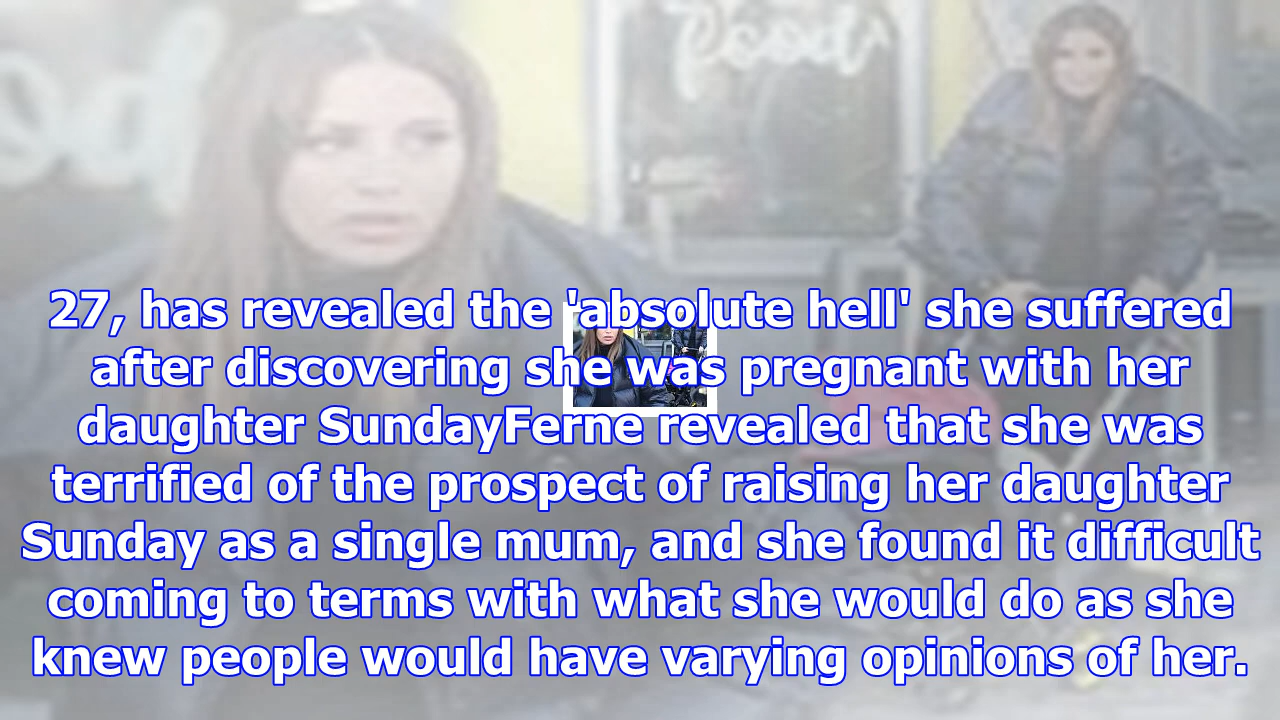 27, has revealed the 'absolute hell' she suffered
after discovering she was pregnant with her
daughter SundayFerne revealed that she was
terrified of the prospect of raising her daughter
Sunday as a single mum, and she found it difficult
coming to terms with what she would do as she
knew people would have varying opinions of her.